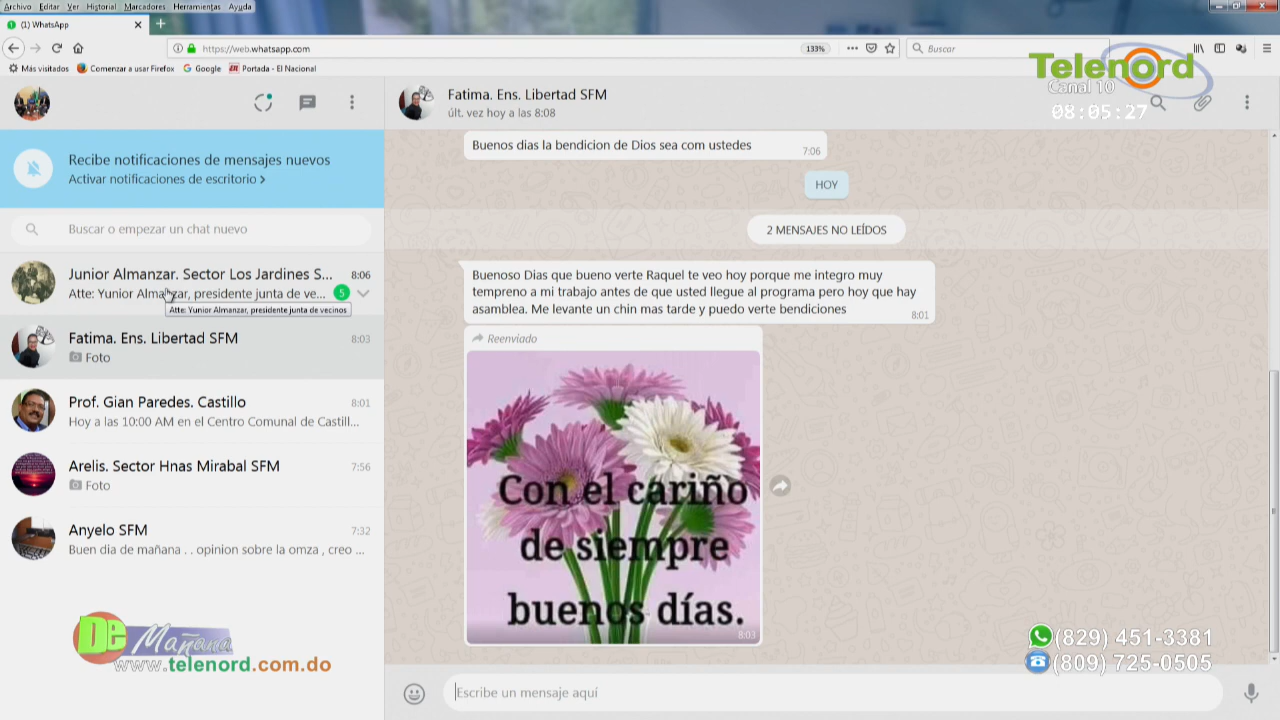 Archivo Editar Ver Historial Marcadores Herramientas Ayuda
(1) WhatsApp
https://web.whatsapp.com
133%
Buscar
Más visitados Comenzar a usar Firefox Google Portada - El Nacional
Telenord
Canal 10
08:05:27
Fatima. Ens. Libertad SFM
últ. vez hoy a las 8:08
Recibe notificaciones de mensajes nuevos
Activar notificaciones de escritorio >
Buscar o empezar un chat nuevo
Junior Almanzar. Sector Los Jardines S... 8:06
Atte: Yunior Almanzar, presidente junta de ve... 5
Atte: Yunior Almanzar, presidente junta de vecinos
Fatima. Ens. Libertad SFM 8:03
Foto
Prof. Gian Paredes. Castillo 8:01
Hoy a las 10:00 AM en el Centro Comunal de Castill...
Arelis. Sector Hnas Mirabal SFM 7:56
Foto
Anyelo SFM 7:32
Buen dia de mañana . . opinion sobre la omza , creo ...
Buenos dias la bendicion de Dios sea com ustedes 7:06
HOY
2 MENSAJES NO LEÍDOS
Buenoso Dias que bueno verte Raquel te veo hoy porque me integro muy
tempreno a mi trabajo antes de que usted llegue al programa pero hoy que hay
asamblea. Me levante un chin mas tarde y puedo verte bendiciones 8:01
Reenviado
Con el cariño
de siempre
buenos días.
8:03
De Mañana
www.telenord.com.do
(829) 451-3381
(809) 725-0505
Escribe un mensaje aquí